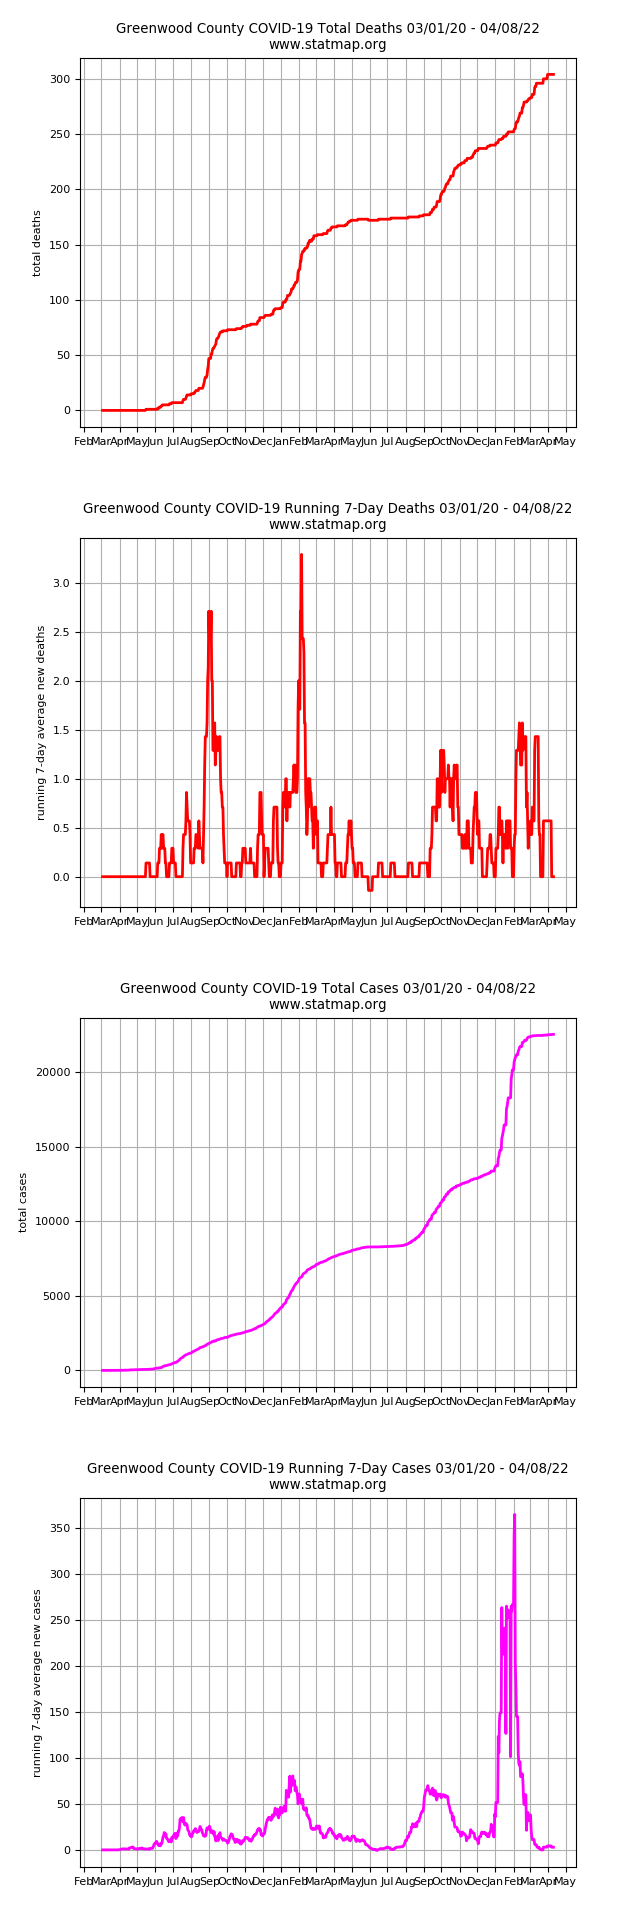 Greenwood County COVID-19 Total Deaths 03/01/20 - 04/08/22
www.statmap.org
300
250
200
150
100
50
0
total deaths
Feb Mar Apr May Jun Jul Aug Sep Oct Nov Dec Jan Feb Mar Apr May Jun Jul Aug Sep Oct Nov Dec Jan Feb Mar Apr May
Greenwood County COVID-19 Running 7-Day Deaths 03/01/20 - 04/08/22
www.statmap.org
3.0
2.5
2.0
1.5
1.0
0.5
0.0
running 7-day average new deaths
Feb Mar Apr May Jun Jul Aug Sep Oct Nov Dec Jan Feb Mar Apr May Jun Jul Aug Sep Oct Nov Dec Jan Feb Mar Apr May
Greenwood County COVID-19 Total Cases 03/01/20 - 04/08/22
www.statmap.org
20000
15000
10000
5000
0
total cases
Feb Mar Apr May Jun Jul Aug Sep Oct Nov Dec Jan Feb Mar Apr May Jun Jul Aug Sep Oct Nov Dec Jan Feb Mar Apr May
Greenwood County COVID-19 Running 7-Day Cases 03/01/20 - 04/08/22
www.statmap.org
350
300
250
200
150
100
50
0
running 7-day average new cases
Feb Mar Apr May Jun Jul Aug Sep Oct Nov Dec Jan Feb Mar Apr May Jun Jul Aug Sep Oct Nov Dec Jan Feb Mar Apr May